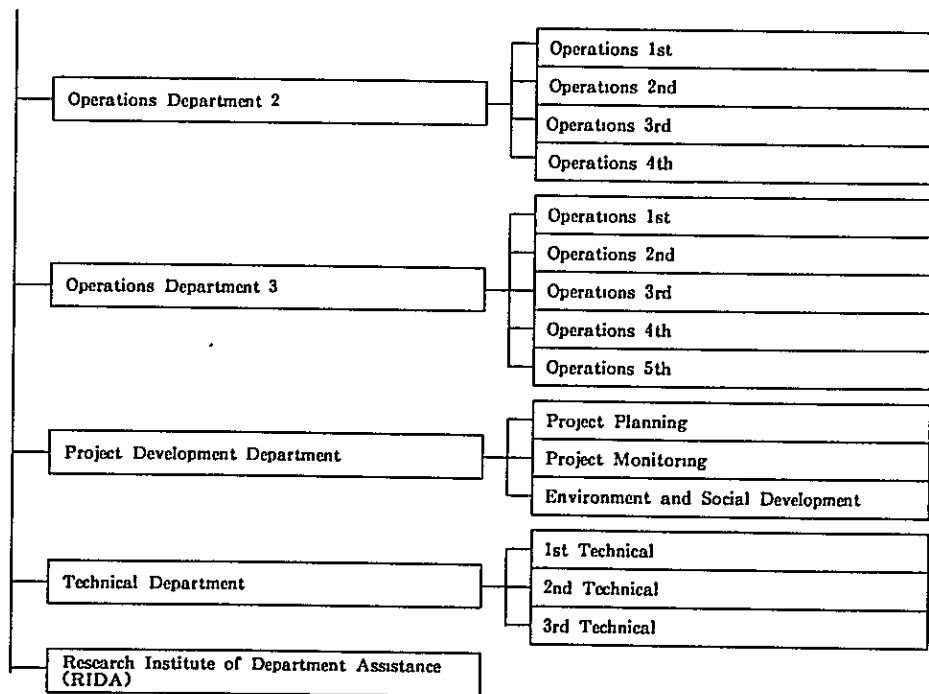 Operations Department 2
Operations 1st
Operations 2nd
Operations 3rd
Operations 4th
Operations Department 3
Operations 1st
Operations 2nd
Operations 3rd
Operations 4th
Operations 5th
Project Development Department
Project Planning
Project Monitoring
Environment and Social Development
Technical Department
1st Technical
2nd Technical
3rd Technical
Research Institute of Department Assistance
(RIDA)